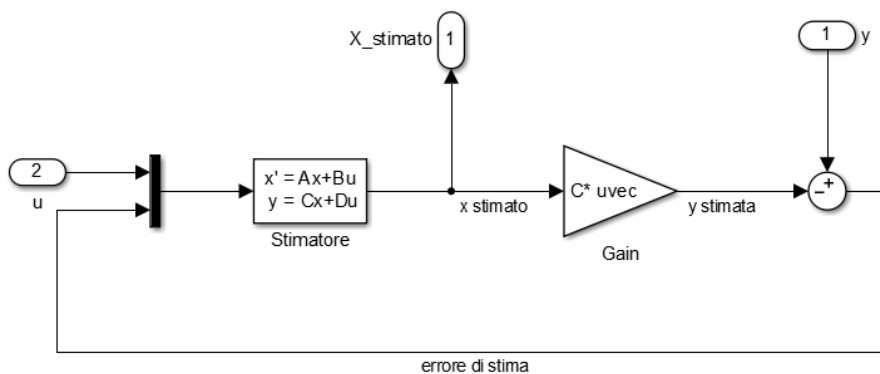 X_stimato
1
1
y
2
u
x' = Ax+Bu
y = Cx+Du
Stimatore
x stimato
C* uvec
Gain
y stimata
−
+
errore di stima